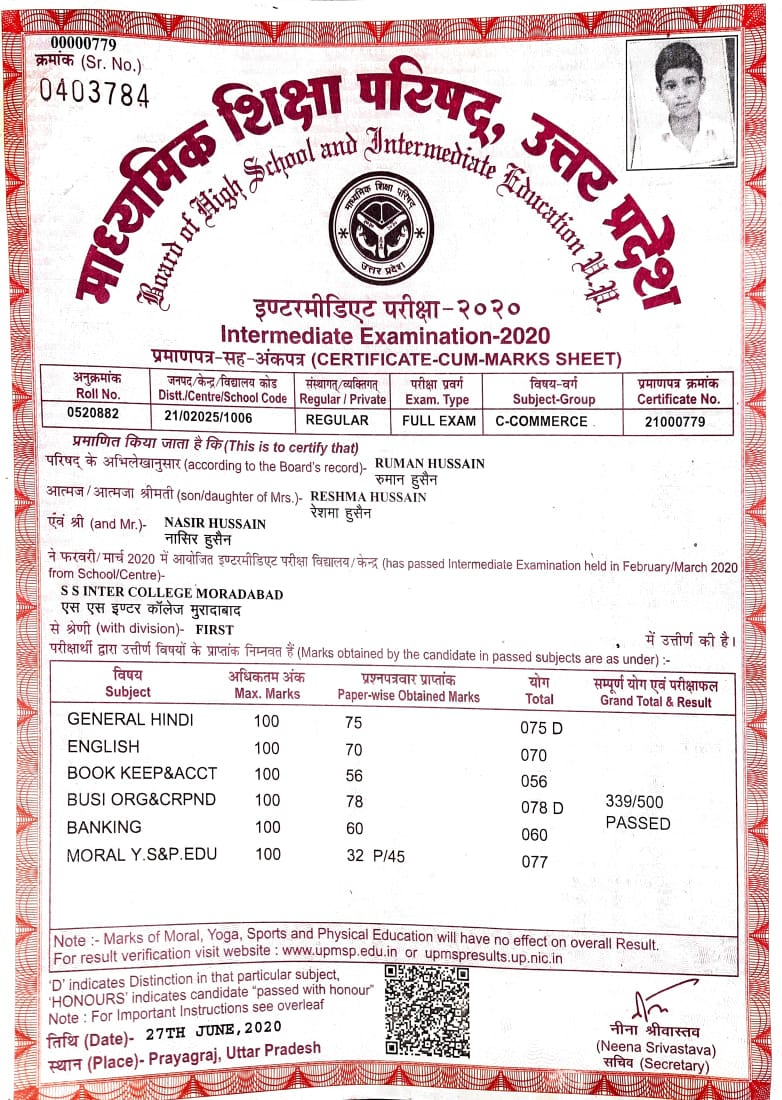 00000779
क्रमांक (Sr. No.)
0403784
माध्यमिक शिक्षा परिषद्, उत्तर प्रदेश
Board of High School and Intermediate Education U.P.
माध्यमिक शिक्षा परिषद
उत्तर प्रदेश
इण्टरमीडिएट परीक्षा-२०२०
Intermediate Examination-2020
प्रमाणपत्र-सह-अंकपत्र (CERTIFICATE-CUM-MARKS SHEET)
अनुक्रमांक जनपद/केन्द्र/विद्यालय कोड संस्थागत/व्यक्तिगत परीक्षा प्रवर्ग विषय-वर्ग प्रमाणपत्र क्रमांक
Roll No. Distt./Centre/School Code Regular / Private Exam. Type Subject-Group Certificate No.
0520882 21/02025/1006 REGULAR FULL EXAM C-COMMERCE 21000779
प्रमाणित किया जाता है कि (This is to certify that)
परिषद् के अभिलेखानुसार (according to the Board's record)- RUMAN HUSSAIN
रुमान हुसैन
आत्मज/आत्मजा श्रीमती (son/daughter of Mrs.)- RESHMA HUSSAIN
रेशमा हुसैन
एवं श्री (and Mr.)- NASIR HUSSAIN
नासिर हुसैन
ने फरवरी/मार्च 2020 में आयोजित इण्टरमीडिएट परीक्षा विद्यालय/केन्द्र (has passed Intermediate Examination held in February/March 2020
from School/Centre)-
S S INTER COLLEGE MORADABAD
एस एस इण्टर कॉलेज मुरादाबाद
से श्रेणी (with division)- FIRST में उत्तीर्ण की है।
परीक्षार्थी द्वारा उत्तीर्ण विषयों के प्राप्तांक निम्नवत हैं (Marks obtained by the candidate in passed subjects are as under) :-
विषय अधिकतम अंक प्रश्नपत्रवार प्राप्तांक योग सम्पूर्ण योग एवं परीक्षाफल
Subject Max. Marks Paper-wise Obtained Marks Total Grand Total & Result
GENERAL HINDI 100 75 075 D
ENGLISH 100 70 070
BOOK KEEP&ACCT 100 56 056
BUSI ORG&CRPND 100 78 078 D 339/500
BANKING 100 60 060 PASSED
MORAL Y.S&P.EDU 100 32 P/45 077
Note :- Marks of Moral, Yoga, Sports and Physical Education will have no effect on overall Result.
For result verification visit website : www.upmsp.edu.in or upmspresults.up.nic.in
'D' indicates Distinction in that particular subject,
'HONOURS' indicates candidate "passed with honour"
Note : For Important Instructions see overleaf
तिथि (Date)- 27TH JUNE,2020
स्थान (Place)- Prayagraj, Uttar Pradesh
नीना श्रीवास्तव
(Neena Srivastava)
सचिव (Secretary)